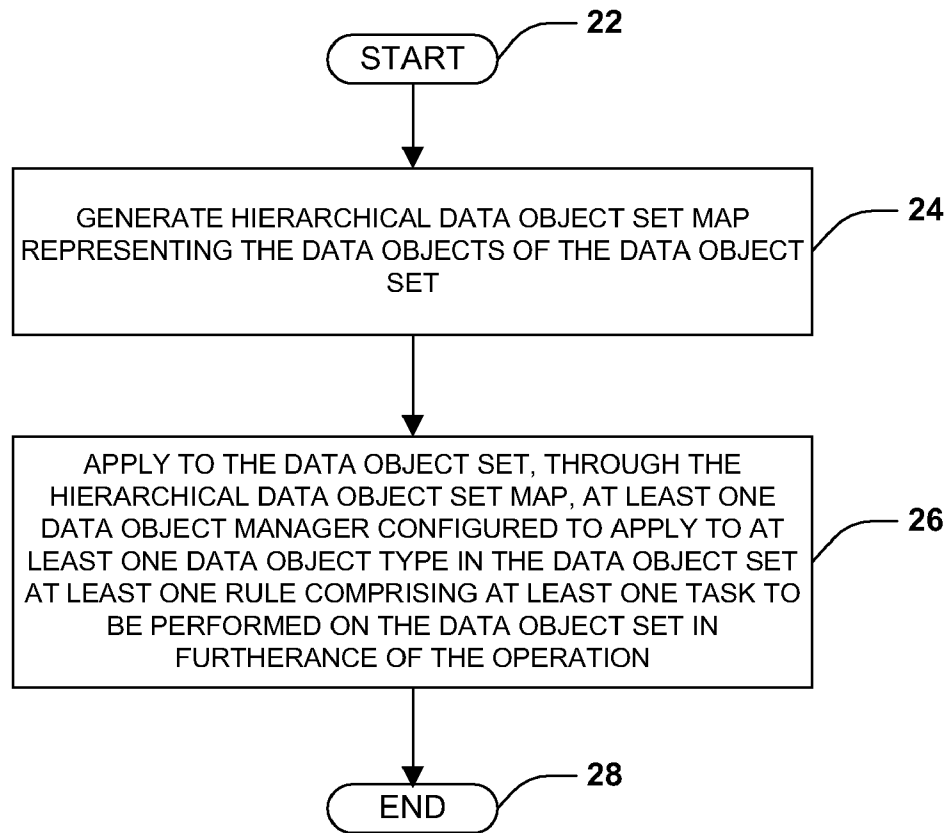 22
START
GENERATE HIERARCHICAL DATA OBJECT SET MAP
24
REPRESENTING THE DATA OBJECTS OF THE DATA OBJECT
SET
APPLY TO THE DATA OBJECT SET, THROUGH THE
HIERARCHICAL DATA OBJECT SET MAP, AT LEAST ONE
DATA OBJECT MANAGER CONFIGURED TO APPLY TO AT
26
LEAST ONE DATA OBJECT TYPE IN THE DATA OBJECT SET
AT LEAST ONE RULE COMPRISING AT LEAST ONE TASK TO
BE PERFORMED ON THE DATA OBJECT SET IN
FURTHERANCE OF THE OPERATION
28
END